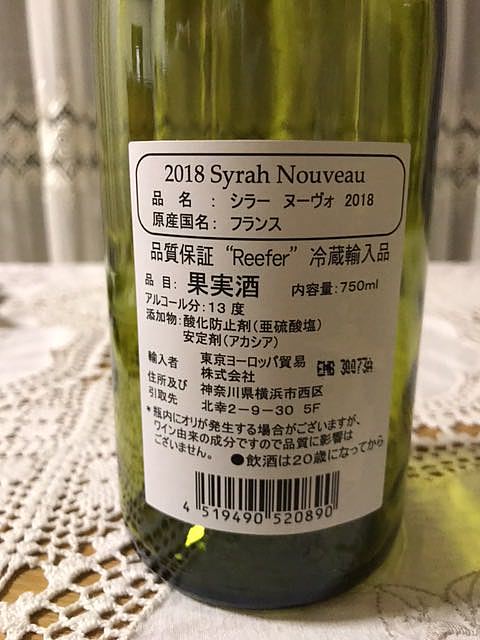 2018 Syrah Nouveau
品 名 : シラー ヌーヴォ 2018
原産国名: フランス
品質保証 “Reefer” 冷蔵輸入品
品目: 果実酒 内容量:750ml
アルコール分:13 度
添加物:酸化防止剤(亜硫酸塩)
安定剤(アカシア)
輸入者 東京ヨーロッパ貿易
株式会社
住所及び 神奈川県横浜市西区
引取先 北幸2-9-30 5F
EMB 30073A
*瓶内にオリが発生する場合がございますが、
ワイン由来の成分ですので品質に影響は
ございません。 ●飲酒は20歳になってから
4 519490 520890